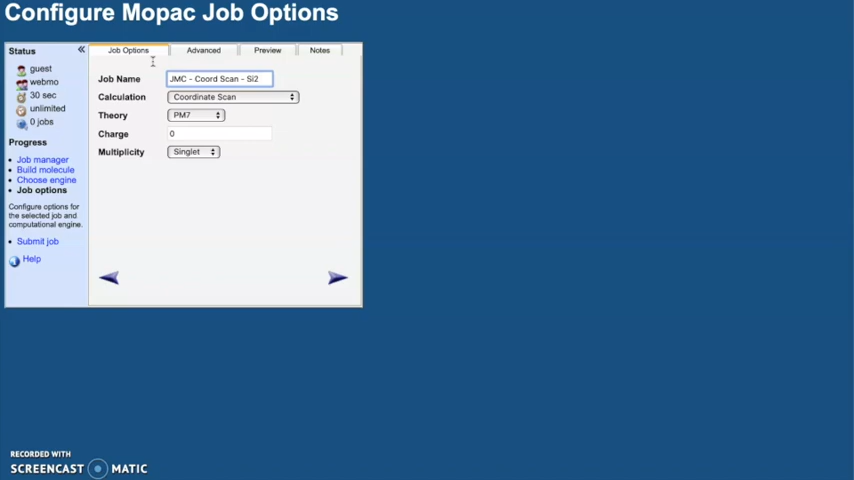 Configure Mopac Job Options
Status
guest
webmo
30 sec
unlimited
0 jobs
Progress
Job manager
Build molecule
Choose engine
Job options
Configure options for
the selected job and
computational engine.
Submit job
Help
Job Options Advanced Preview Notes
Job Name JMC - Coord Scan - Si2
Calculation Coordinate Scan
Theory PM7
Charge 0
Multiplicity Singlet
RECORDED WITH
SCREENCAST MATIC